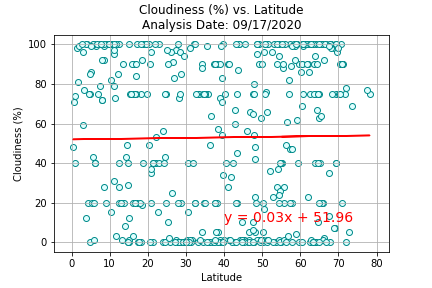 Cloudiness (%) vs. Latitude
Analysis Date: 09/17/2020
Cloudiness (%)
100
80
60
40
20
0
y = 0.03x + 51.96
0 10 20 30 40 50 60 70 80
Latitude